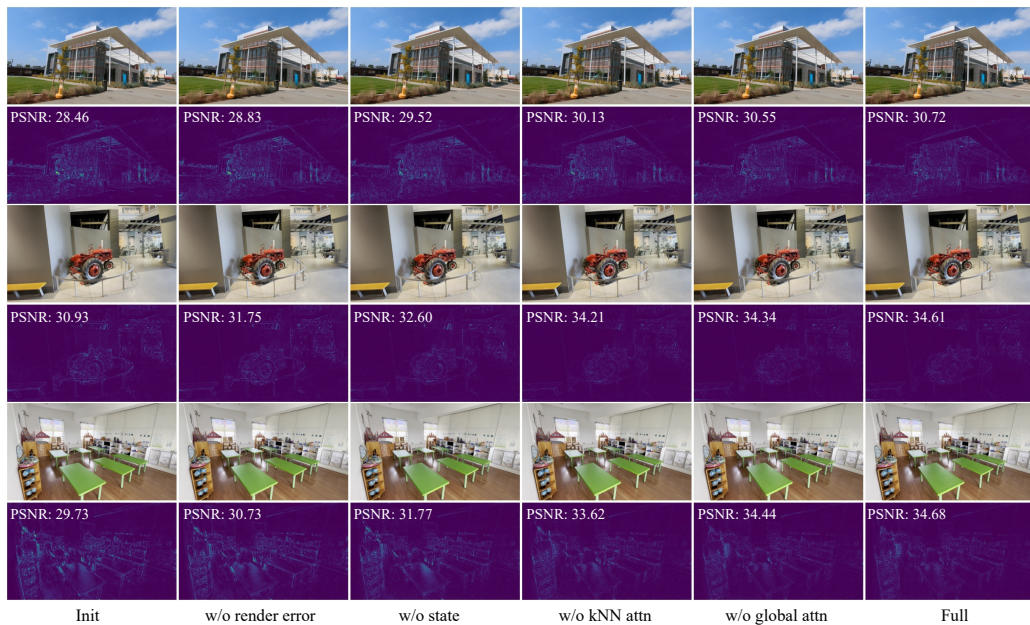 PSNR: 28.46 PSNR: 28.83 PSNR: 29.52 PSNR: 30.13 PSNR: 30.55 PSNR: 30.72
PSNR: 30.93 PSNR: 31.75 PSNR: 32.60 PSNR: 34.21 PSNR: 34.34 PSNR: 34.61
PSNR: 29.73 PSNR: 30.73 PSNR: 31.77 PSNR: 33.62 PSNR: 34.44 PSNR: 34.68
Init w/o render error w/o state w/o kNN attn w/o global attn Full